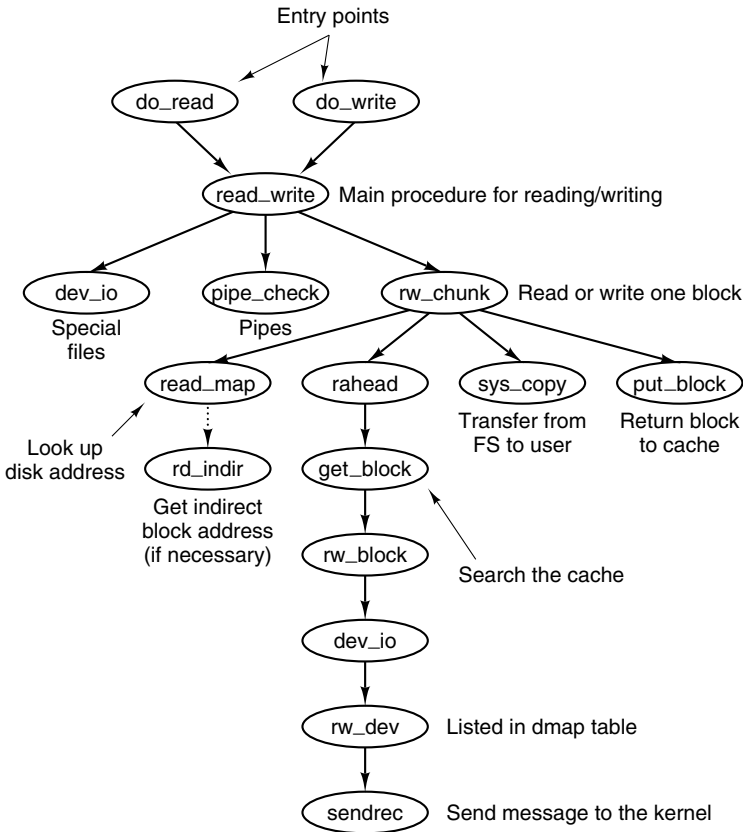 Entry points
do_read
do_write
read_write
Main procedure for reading/writing
dev_io
pipe_check
rw_chunk
Read or write one block
Special
files
Pipes
read_map
rahead
sys_copy
put_block
Transfer from
FS to user
Return block
to cache
Look up
disk address
rd_indir
get_block
Get indirect
block address
(if necessary)
rw_block
Search the cache
dev_io
rw_dev
Listed in dmap table
sendrec
Send message to the kernel